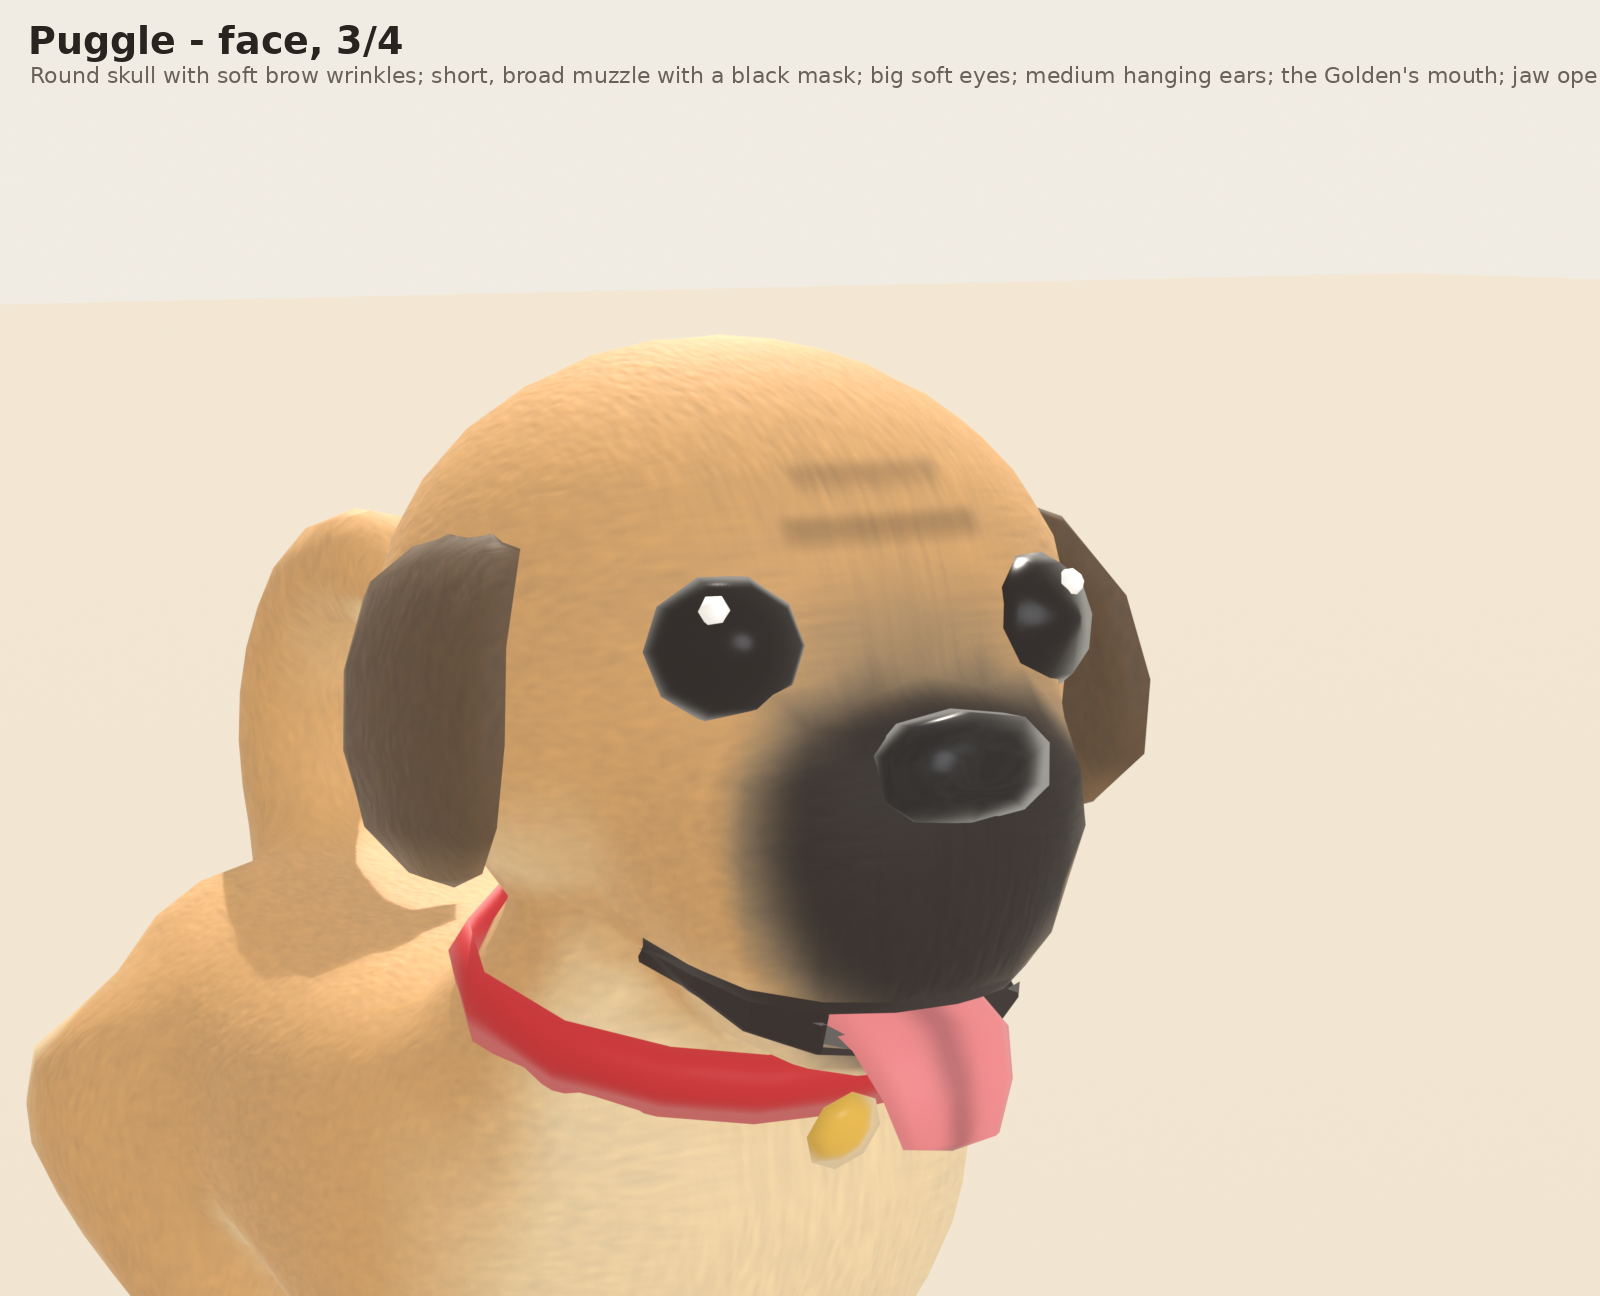 Puggle - face, 3/4
Round skull with soft brow wrinkles; short, broad muzzle with a black mask; big soft eyes; medium hanging ears; the Golden's mouth; jaw ope